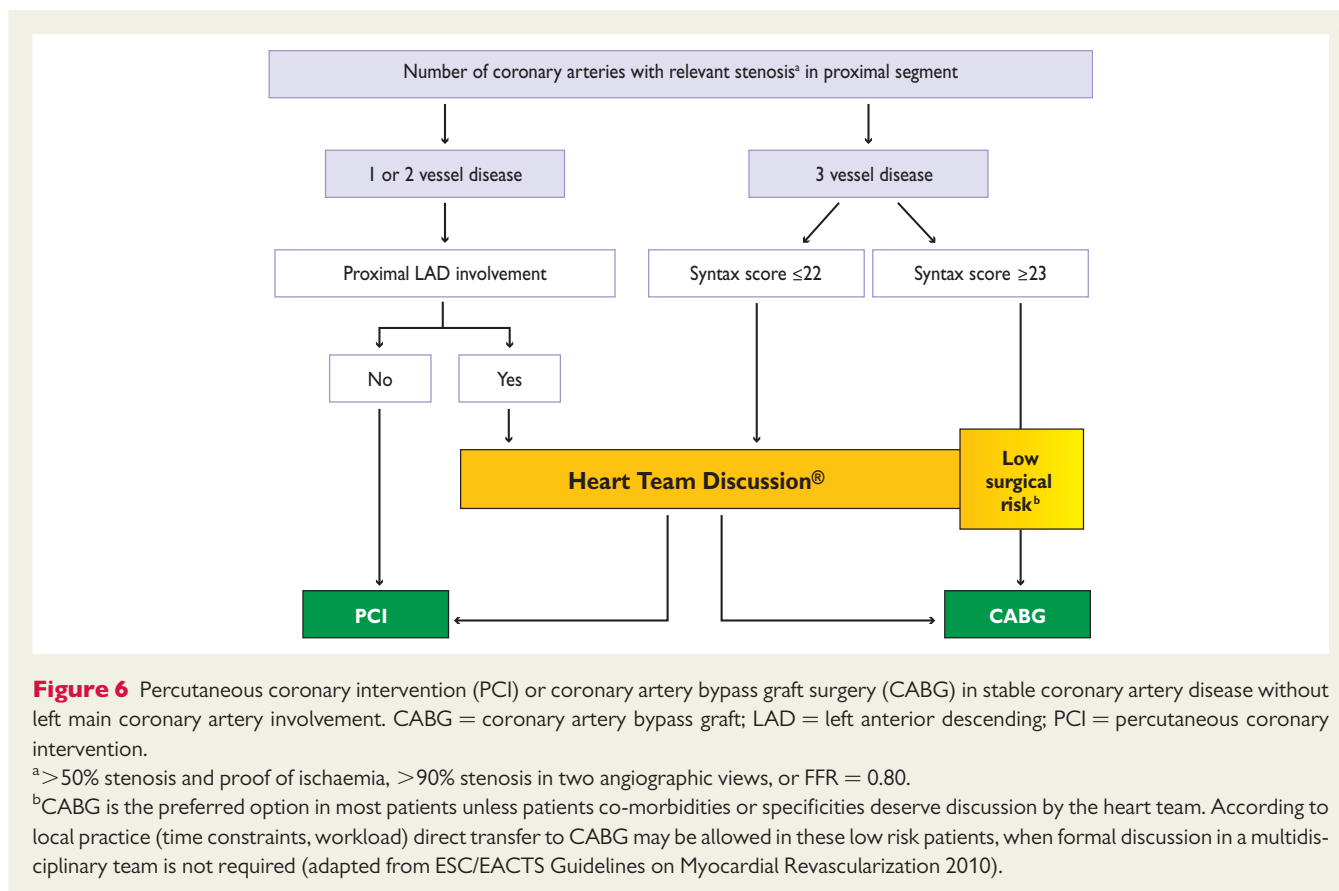 Number of coronary arteries with relevant stenosisᵃ in proximal segment
1 or 2 vessel disease
3 vessel disease
Proximal LAD involvement
Syntax score ≤22
Syntax score ≥23
No
Yes
Heart Team Discussion®
Low
surgical
riskᵇ
PCI
CABG
Figure 6 Percutaneous coronary intervention (PCI) or coronary artery bypass graft surgery (CABG) in stable coronary artery disease without
left main coronary artery involvement. CABG = coronary artery bypass graft; LAD = left anterior descending; PCI = percutaneous coronary
intervention.
ᵃ>50% stenosis and proof of ischaemia, >90% stenosis in two angiographic views, or FFR = 0.80.
ᵇCABG is the preferred option in most patients unless patients co-morbidities or specificities deserve discussion by the heart team. According to
local practice (time constraints, workload) direct transfer to CABG may be allowed in these low risk patients, when formal discussion in a multidis-
ciplinary team is not required (adapted from ESC/EACTS Guidelines on Myocardial Revascularization 2010).